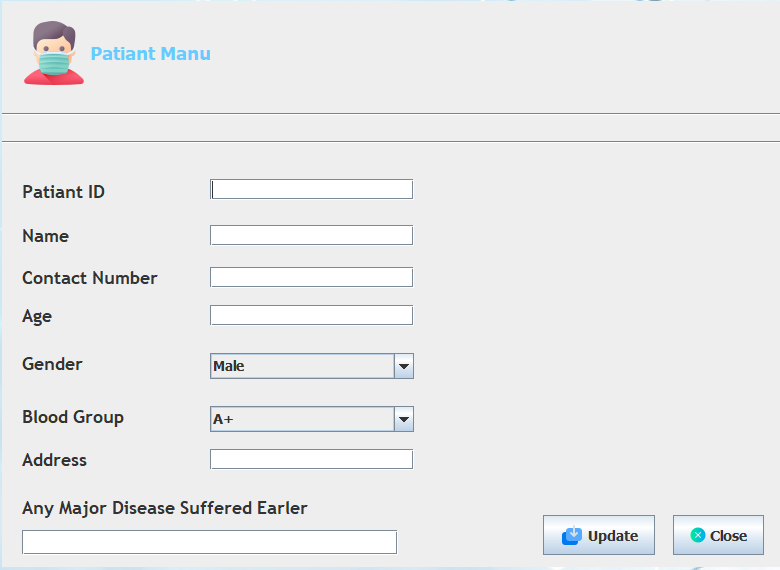 Patiant Manu
Patiant ID
Name
Contact Number
Age
Gender
Male
Blood Group
A+
Address
Any Major Disease Suffered Earler
Update
Close